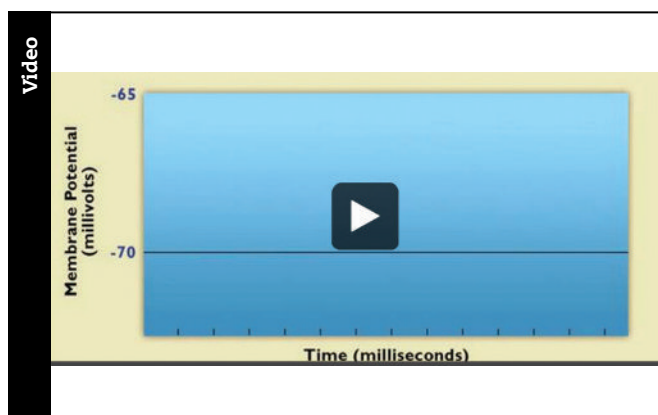 Video
-65
Membrane Potential
(millivolts)
-70
Time (milliseconds)